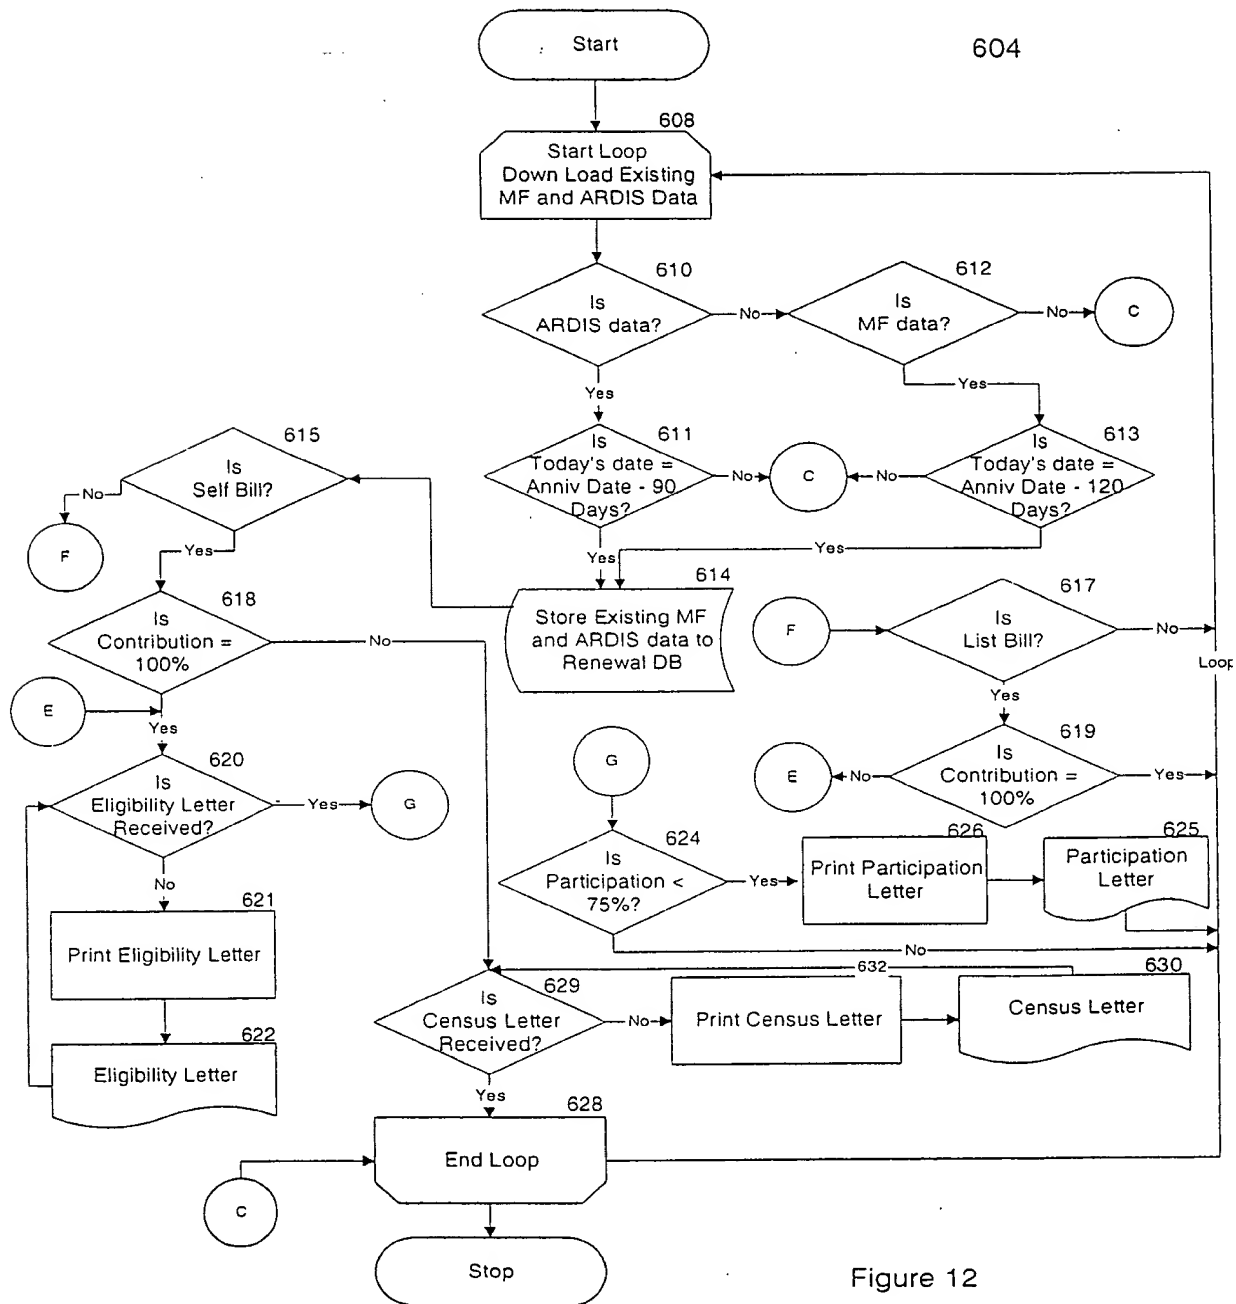 Start
604
608
Start Loop
Down Load Existing
MF and ARDIS Data
610
Is
ARDIS data?
No
612
Is
MF data?
No
C
Yes
Yes
615
Is
Self Bill?
No
F
Yes
611
Is
Today's date =
Anniv Date - 90
Days?
No
C
No
613
Is
Today's date =
Anniv Date - 120
Days?
Yes
Yes
614
Store Existing MF
and ARDIS data to
Renewal DB
618
Is
Contribution =
100%
No
F
617
Is
List Bill?
No
Loop
Yes
E
Yes
620
Is
Eligibility Letter
Received?
Yes
G
No
G
E
No
619
Is
Contribution =
100%
Yes
624
Is
Participation <
75%?
Yes
626
Print Participation
Letter
625
Participation
Letter
No
621
Print Eligibility Letter
622
Eligibility Letter
629
Is
Census Letter
Received?
No
632
Print Census Letter
630
Census Letter
Yes
628
End Loop
C
Stop
Figure 12